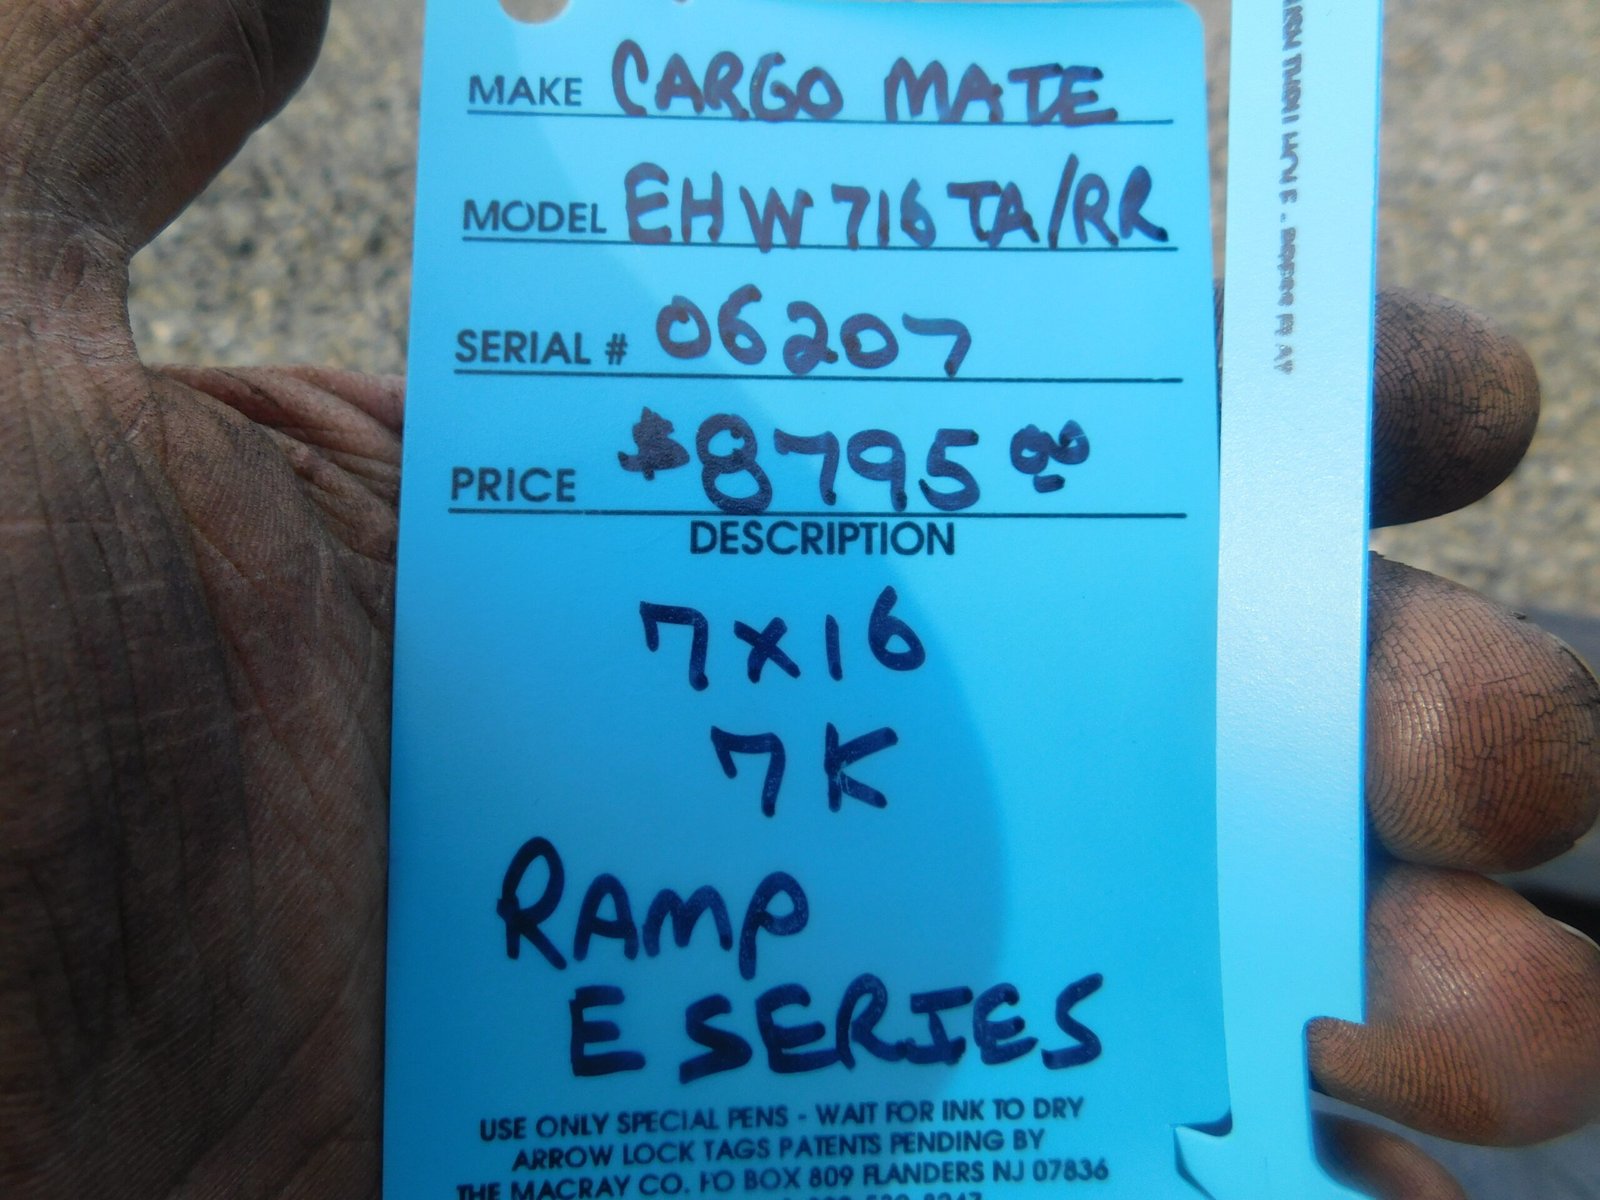 MAKE CARGO MATE
MODEL EHW716TA/RR
SERIAL # 06207
PRICE $8795.00
DESCRIPTION
7X16
7K
RAMP
E SERIES
USE ONLY SPECIAL PENS - WAIT FOR INK TO DRY
ARROW LOCK TAGS PATENTS PENDING BY
THE MACRAY CO. PO BOX 809 FLANDERS NJ 07836